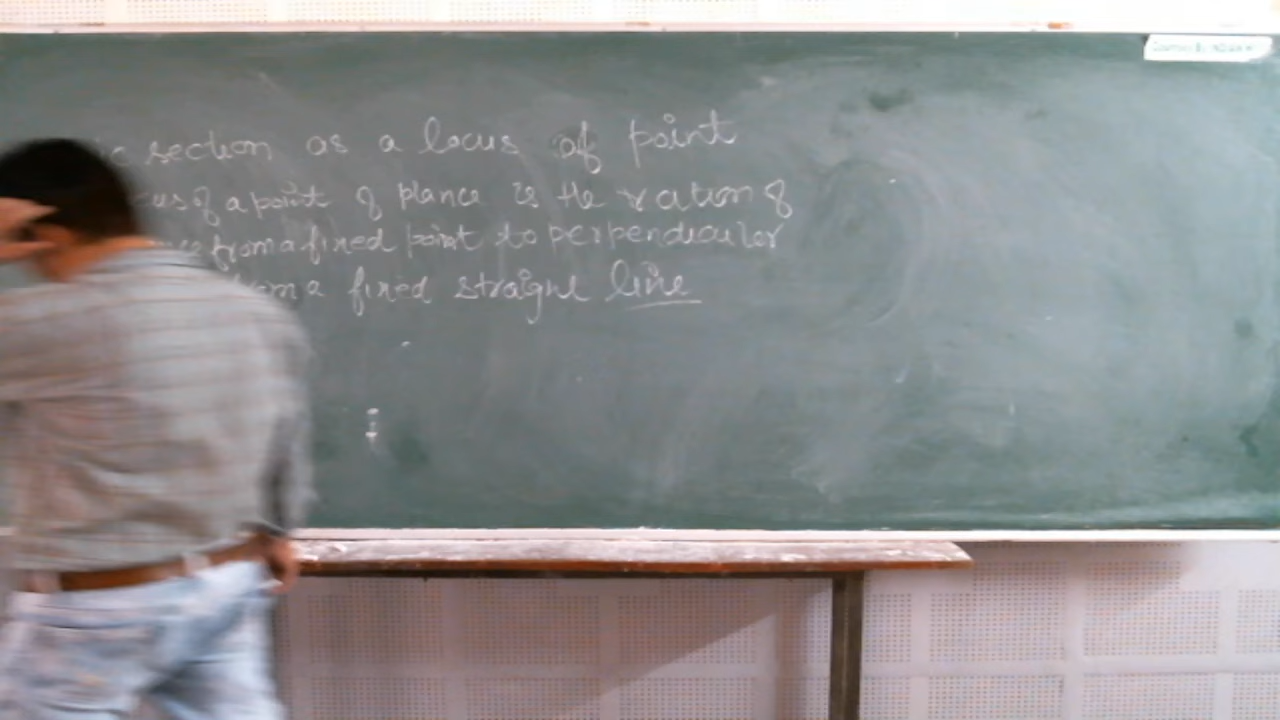 section as a locus of point
of a point of plance is the ration of
from a fixed point to perpendicular
a fixed straight line